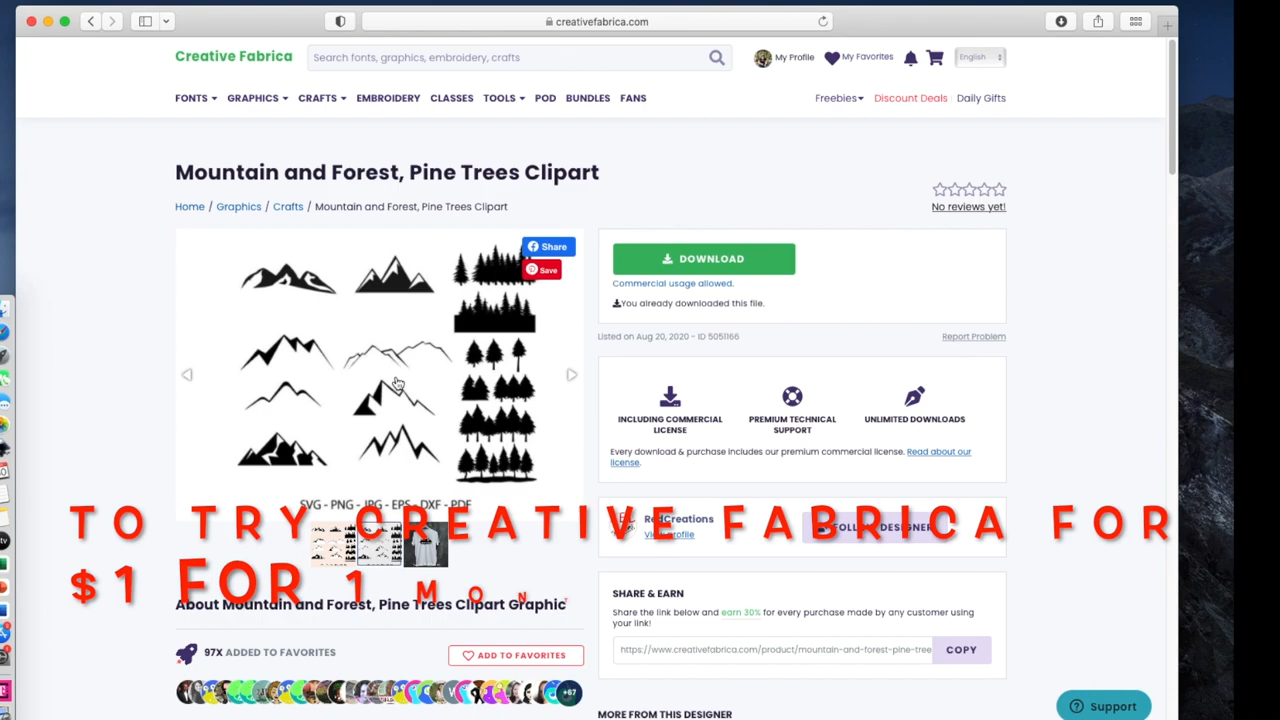 creativefabrica.com
Creative Fabrica
Search fonts, graphics, embroidery, crafts
My Profile
My Favorites
English
FONTS GRAPHICS CRAFTS EMBROIDERY CLASSES TOOLS POD BUNDLES FANS
Freebies Discount Deals Daily Gifts
Mountain and Forest, Pine Trees Clipart
Home / Graphics / Crafts / Mountain and Forest, Pine Trees Clipart
No reviews yet!
Share
Save
DOWNLOAD
Commercial usage allowed.
You already downloaded this file.
Listed on Aug 20, 2020 - ID 5051166
Report Problem
INCLUDING COMMERCIAL LICENSE
PREMIUM TECHNICAL SUPPORT
UNLIMITED DOWNLOADS
Every download & purchase includes our premium commercial license. Read about our
license.
SVG - PNG - JPG - EPS - DXF - PDF
TO TRY CREATIVE FABRICA FOR
$1 FOR 1 MON
RedCreations
View profile
FOLLOW DESIGNER
About Mountain and Forest, Pine Trees Clipart Graphic
97X ADDED TO FAVORITES
ADD TO FAVORITES
+67
SHARE & EARN
Share the link below and earn 30% for every purchase made by any customer using
your link!
https://www.creativefabrica.com/product/mountain-and-forest-pine-tree
COPY
MORE FROM THIS DESIGNER
Support